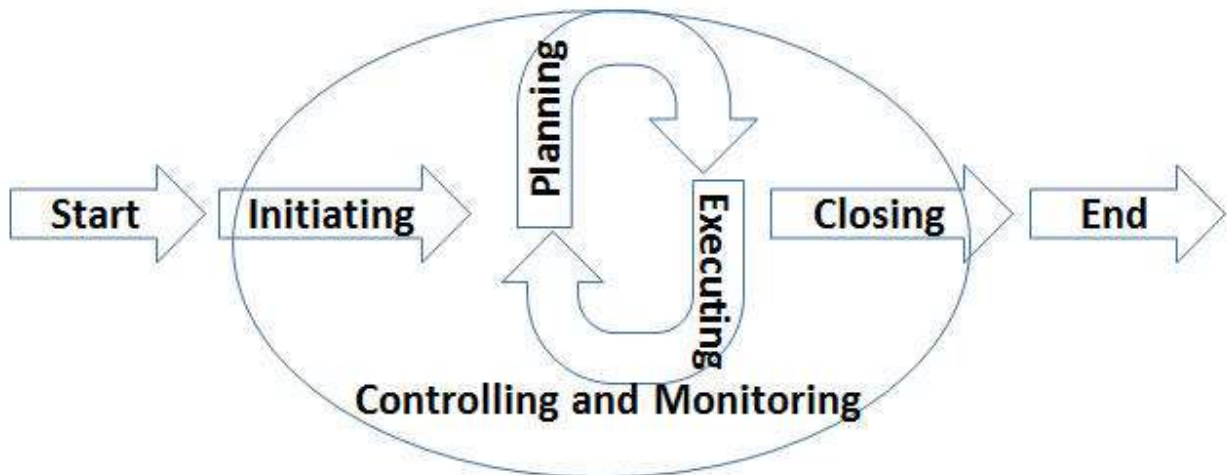 Start
Initiating
Planning
Executing
Closing
End
Controlling and Monitoring